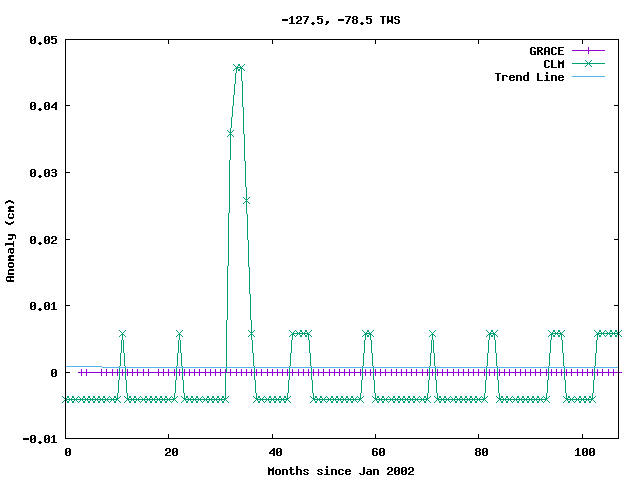 -127.5, -78.5 TWS
GRACE
CLM
Trend Line
0.05
0.04
0.03
0.02
0.01
0
-0.01
Anomaly (cm)
0 20 40 60 80 100
Months since Jan 2002